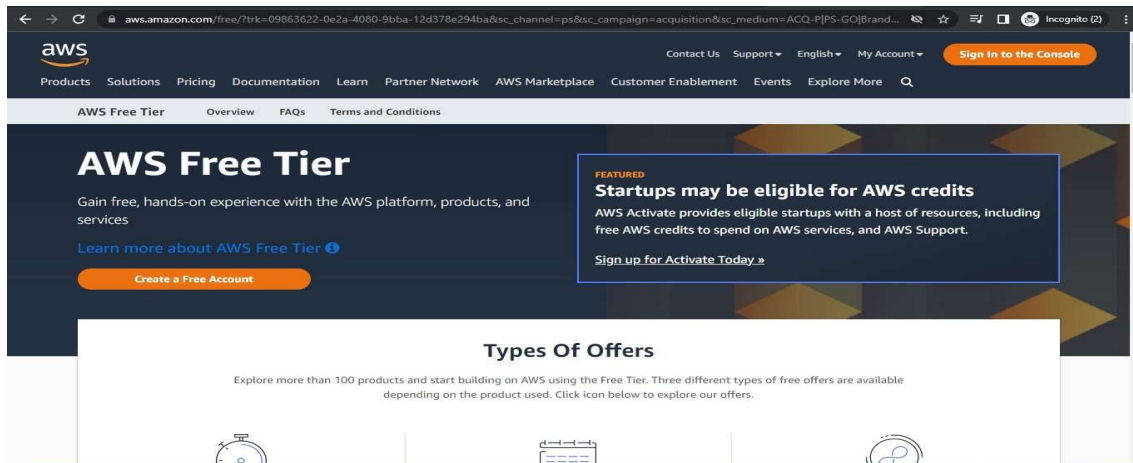 aws.amazon.com/free/?trk=09863622-0e2a-4080-9bba-12d378e294ba&sc_channel=ps&sc_campaign=acquisition&sc_medium=ACQ-P|PS-GO|Brand...
Incognito (2)
aws
Contact Us Support English My Account Sign In to the Console
Products Solutions Pricing Documentation Learn Partner Network AWS Marketplace Customer Enablement Events Explore More
AWS Free Tier Overview FAQs Terms and Conditions
AWS Free Tier
Gain free, hands-on experience with the AWS platform, products, and
services
Learn more about AWS Free Tier
Create a Free Account
FEATURED
Startups may be eligible for AWS credits
AWS Activate provides eligible startups with a host of resources, including
free AWS credits to spend on AWS services, and AWS Support.
Sign up for Activate Today »
Types Of Offers
Explore more than 100 products and start building on AWS using the Free Tier. Three different types of free offers are available
depending on the product used. Click icon below to explore our offers.